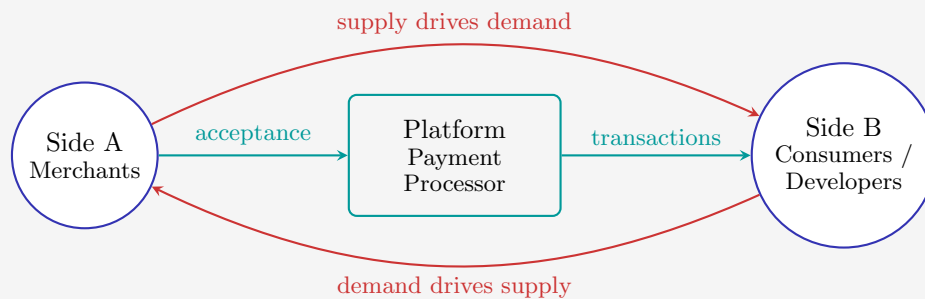 supply drives demand
Side A
Merchants
acceptance
Platform
Payment
Processor
transactions
Side B
Consumers /
Developers
demand drives supply